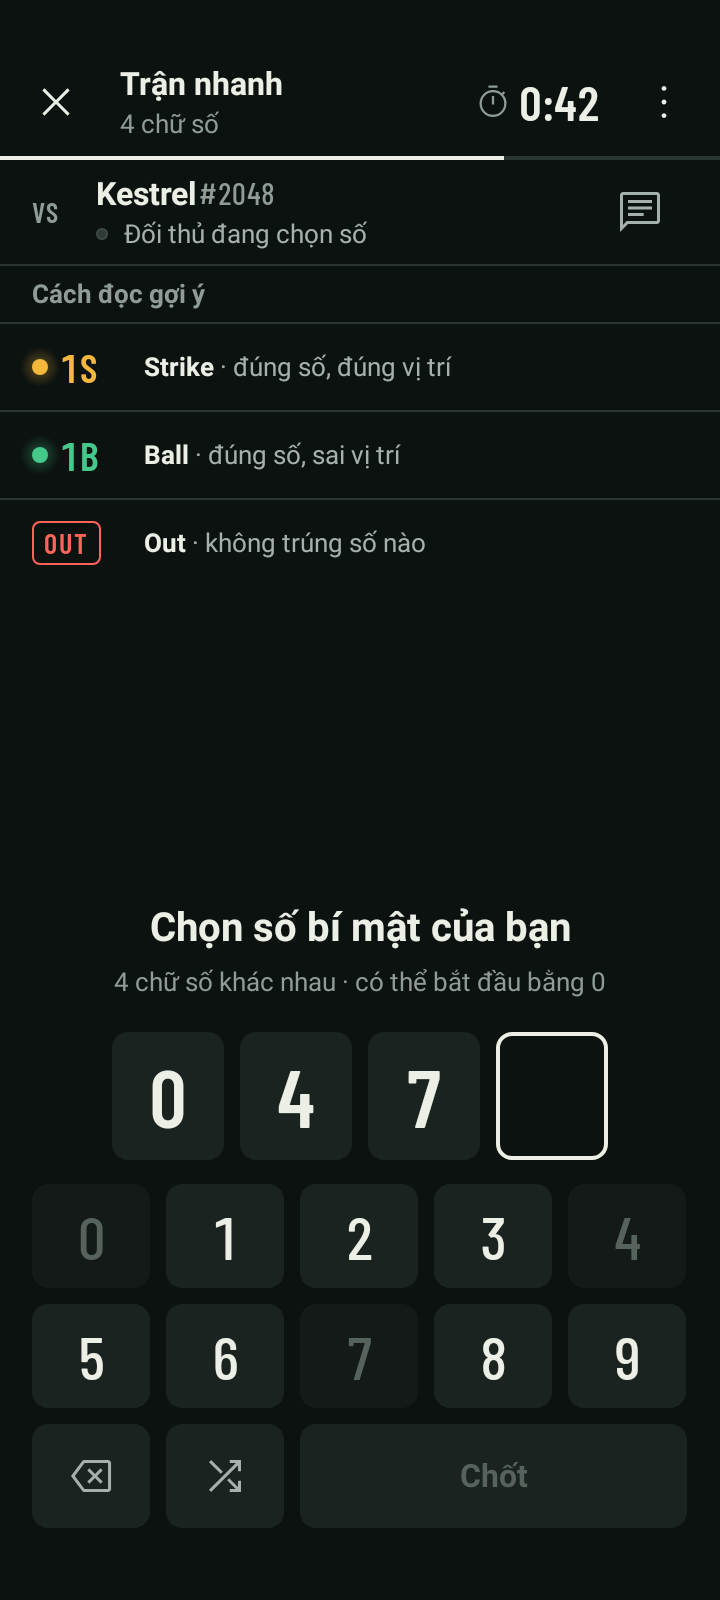 Trận nhanh
4 chữ số
0:42
VS
Kestrel #2048
Đối thủ đang chọn số
Cách đọc gợi ý
1S Strike · đúng số, đúng vị trí
1B Ball · đúng số, sai vị trí
OUT Out · không trúng số nào
Chọn số bí mật của bạn
4 chữ số khác nhau · có thể bắt đầu bằng 0
0 4 7
0 1 2 3 4
5 6 7 8 9
Chốt